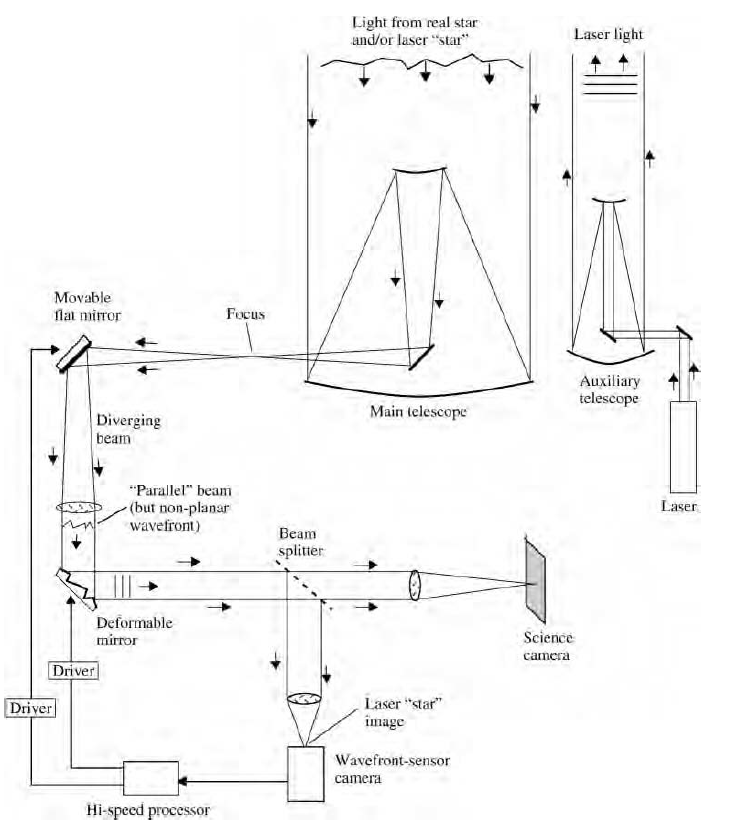 Light from real star
and/or laser “star”
Laser light
Movable
flat mirror
Focus
Main telescope
Auxiliary
telescope
Diverging
beam
Laser
“Parallel” beam
(but non-planar
wavefront)
Beam
splitter
Deformable
mirror
Science
camera
Driver
Driver
Laser “star”
image
Wavefront-sensor
camera
Hi-speed processor